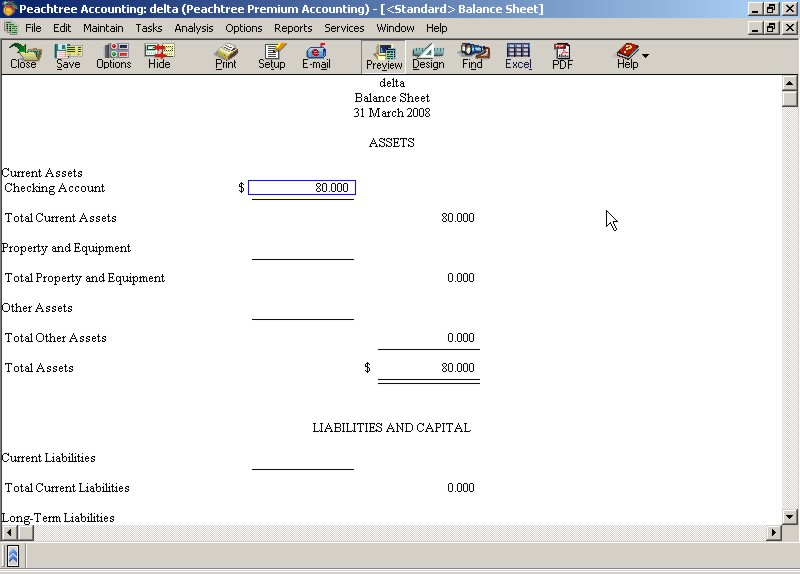 Peachtree Accounting: delta (Peachtree Premium Accounting) - [<Standard> Balance Sheet]
File Edit Maintain Tasks Analysis Options Reports Services Window Help
Close Save Options Hide Print Setup E-mail Preview Design Find Excel PDF Help
delta
Balance Sheet
31 March 2008
ASSETS
Current Assets
Checking Account $ 80.000
Total Current Assets 80.000
Property and Equipment
Total Property and Equipment 0.000
Other Assets
Total Other Assets 0.000
Total Assets $ 80.000
LIABILITIES AND CAPITAL
Current Liabilities
Total Current Liabilities 0.000
Long-Term Liabilities